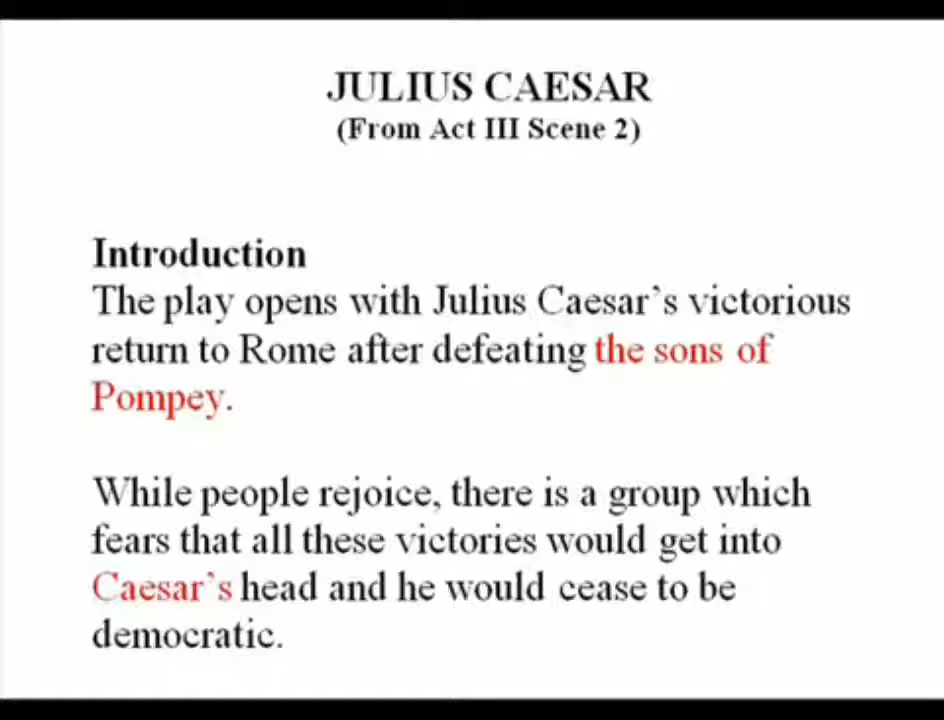 JULIUS CAESAR
(From Act III Scene 2)
Introduction
The play opens with Julius Caesar’s victorious
return to Rome after defeating the sons of
Pompey.
While people rejoice, there is a group which
fears that all these victories would get into
Caesar’s head and he would cease to be
democratic.